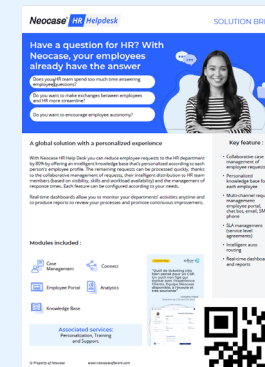 Neocase® HR Helpdesk
SOLUTION BRI
Have a question for HR? With
Neocase, your employees
already have the answer
Does your HR team spend too much time answering
employee questions?
Do you want to make exchanges between employees
and HR more streamline?
Do you want to encourage employee autonomy?
A global solution with a personalized experience
With Neocase HR Help Desk you can reduce employee requests to the HR department
by 80% by offering an intelligent knowledge base that's personalized according to each
person's employee profile. The remaining requests can be processed quickly, thanks
to the collaborative management of requests, their intelligent distribution to HR team
members (based on visibility, skills and workload availability) and the management of
response times. Each feature can be configured according to your needs.
Real-time dashboards allow you to monitor your departments' activities anytime and
to produce reports to review your processes and promote continuous improvement.
Key feature :
• Collaborative case
management of
employee requests
• Personalized
knowledge base fo
each employee
• Multi-channel requ
management
employee portal,
chat box, email, SM
phone
• SLA management
(service level
agreements)
• Intelligent auto
routing
• Real-time dashboa
and reports
Modules included :
Case
Management
Connect
Employee Portal
Analytics
Knowledge Base
Associated services:
Personalization, Training
and Support.
© Property of Neocase
www.neocasesoftware.com